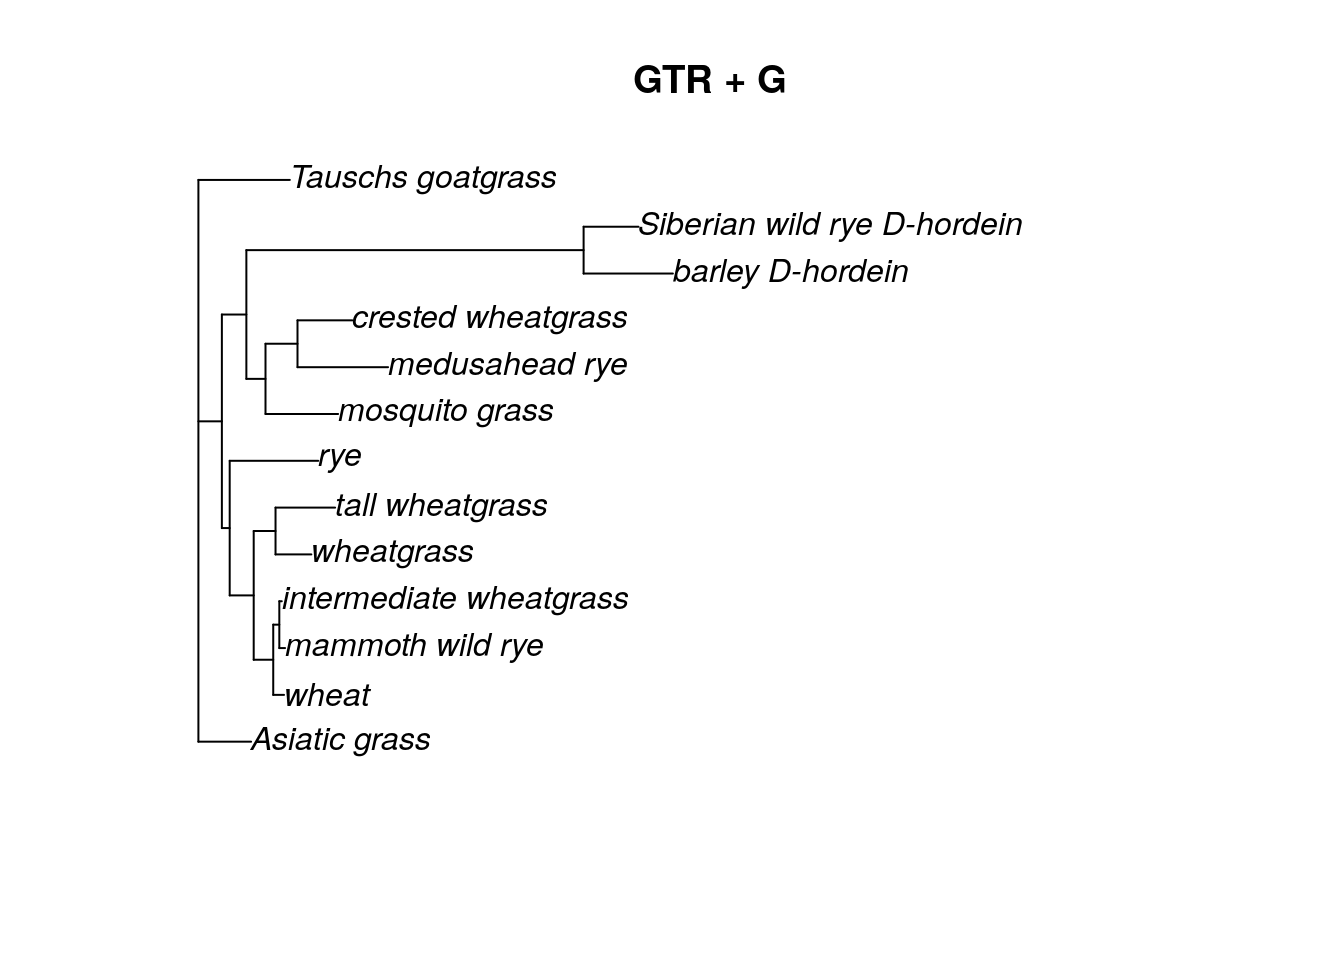 GTR + G
Tauschs goatgrass
Siberian wild rye D-hordein
barley D-hordein
crested wheatgrass
medusahead rye
mosquito grass
rye
tall wheatgrass
wheatgrass
intermediate wheatgrass
mammoth wild rye
wheat
Asiatic grass